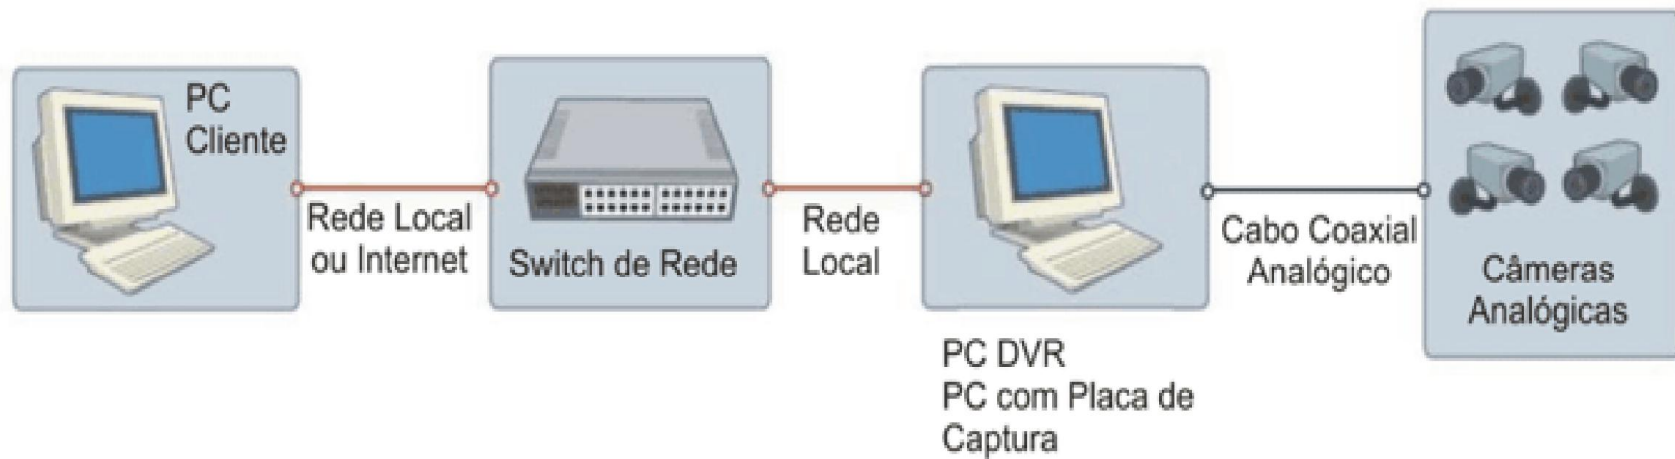 PC
Cliente
Rede Local
ou Internet
Switch de Rede
Rede
Local
PC DVR
PC com Placa de
Captura
Cabo Coaxial
Analógico
Câmeras
Analógicas